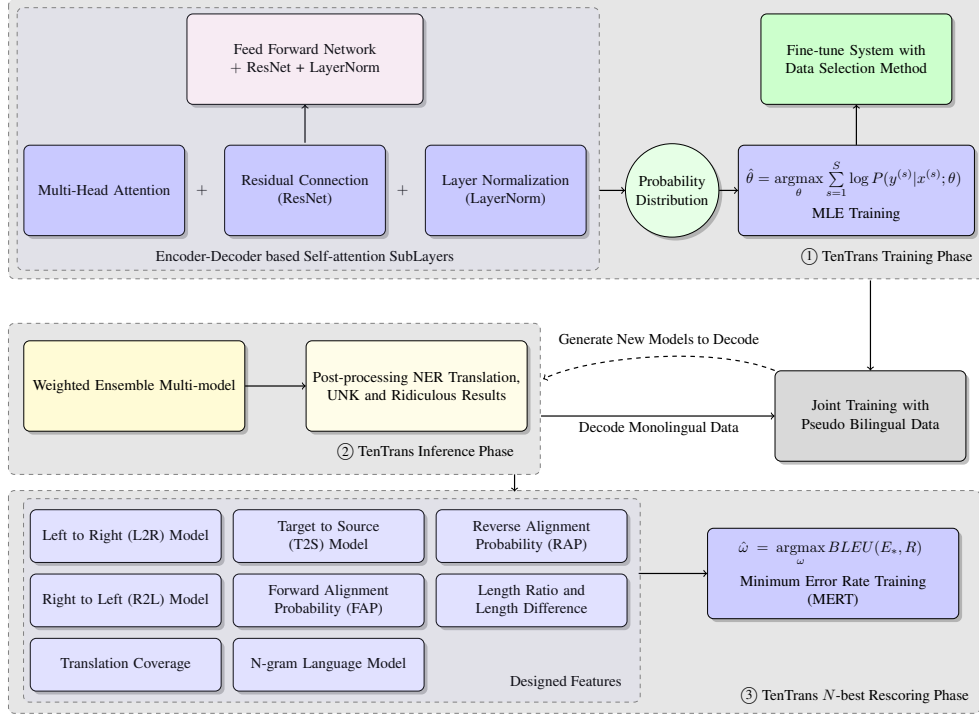 Feed Forward Network
+ ResNet + LayerNorm
Fine-tune System with
Data Selection Method
Multi-Head Attention
+
Residual Connection
(ResNet)
+
Layer Normalization
(LayerNorm)
Probability
Distribution
θ̂ = argmax_θ ∑_{s=1}^{S} log P(y^{(s)}|x^{(s)}; θ)
MLE Training
Encoder-Decoder based Self-attention SubLayers
① TenTrans Training Phase
Weighted Ensemble Multi-model
Post-processing NER Translation,
UNK and Ridiculous Results
② TenTrans Inference Phase
Generate New Models to Decode
Decode Monolingual Data
Joint Training with
Pseudo Bilingual Data
Left to Right (L2R) Model
Target to Source
(T2S) Model
Reverse Alignment
Probability (RAP)
Right to Left (R2L) Model
Forward Alignment
Probability (FAP)
Length Ratio and
Length Difference
Translation Coverage
N-gram Language Model
Designed Features
ω̂ = argmax_ω BLEU(E_*, R)
Minimum Error Rate Training
(MERT)
③ TenTrans N-best Rescoring Phase